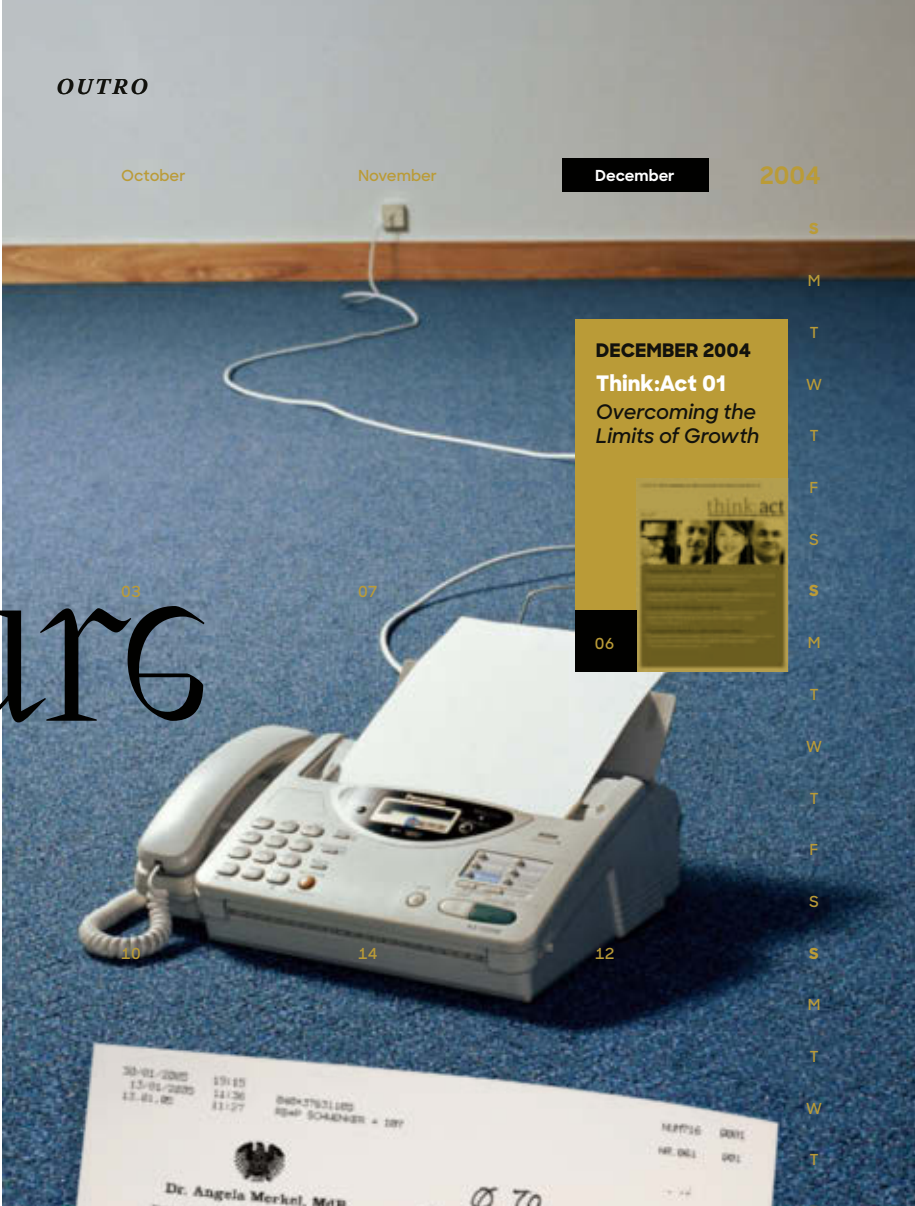 OUTRO
October November December 2004
S
M
DECEMBER 2004
T
Think:Act 01
W
Overcoming the
Limits of Growth
T
F
think:act
S
03 07 S
06 M
ure
T
W
T
F
S
10 14 12 S
M
T
30/01/2005 19:15
13/01/2005 11:36
13.01.05 11:27
W
T
Dr. Angela Merkel, MdB